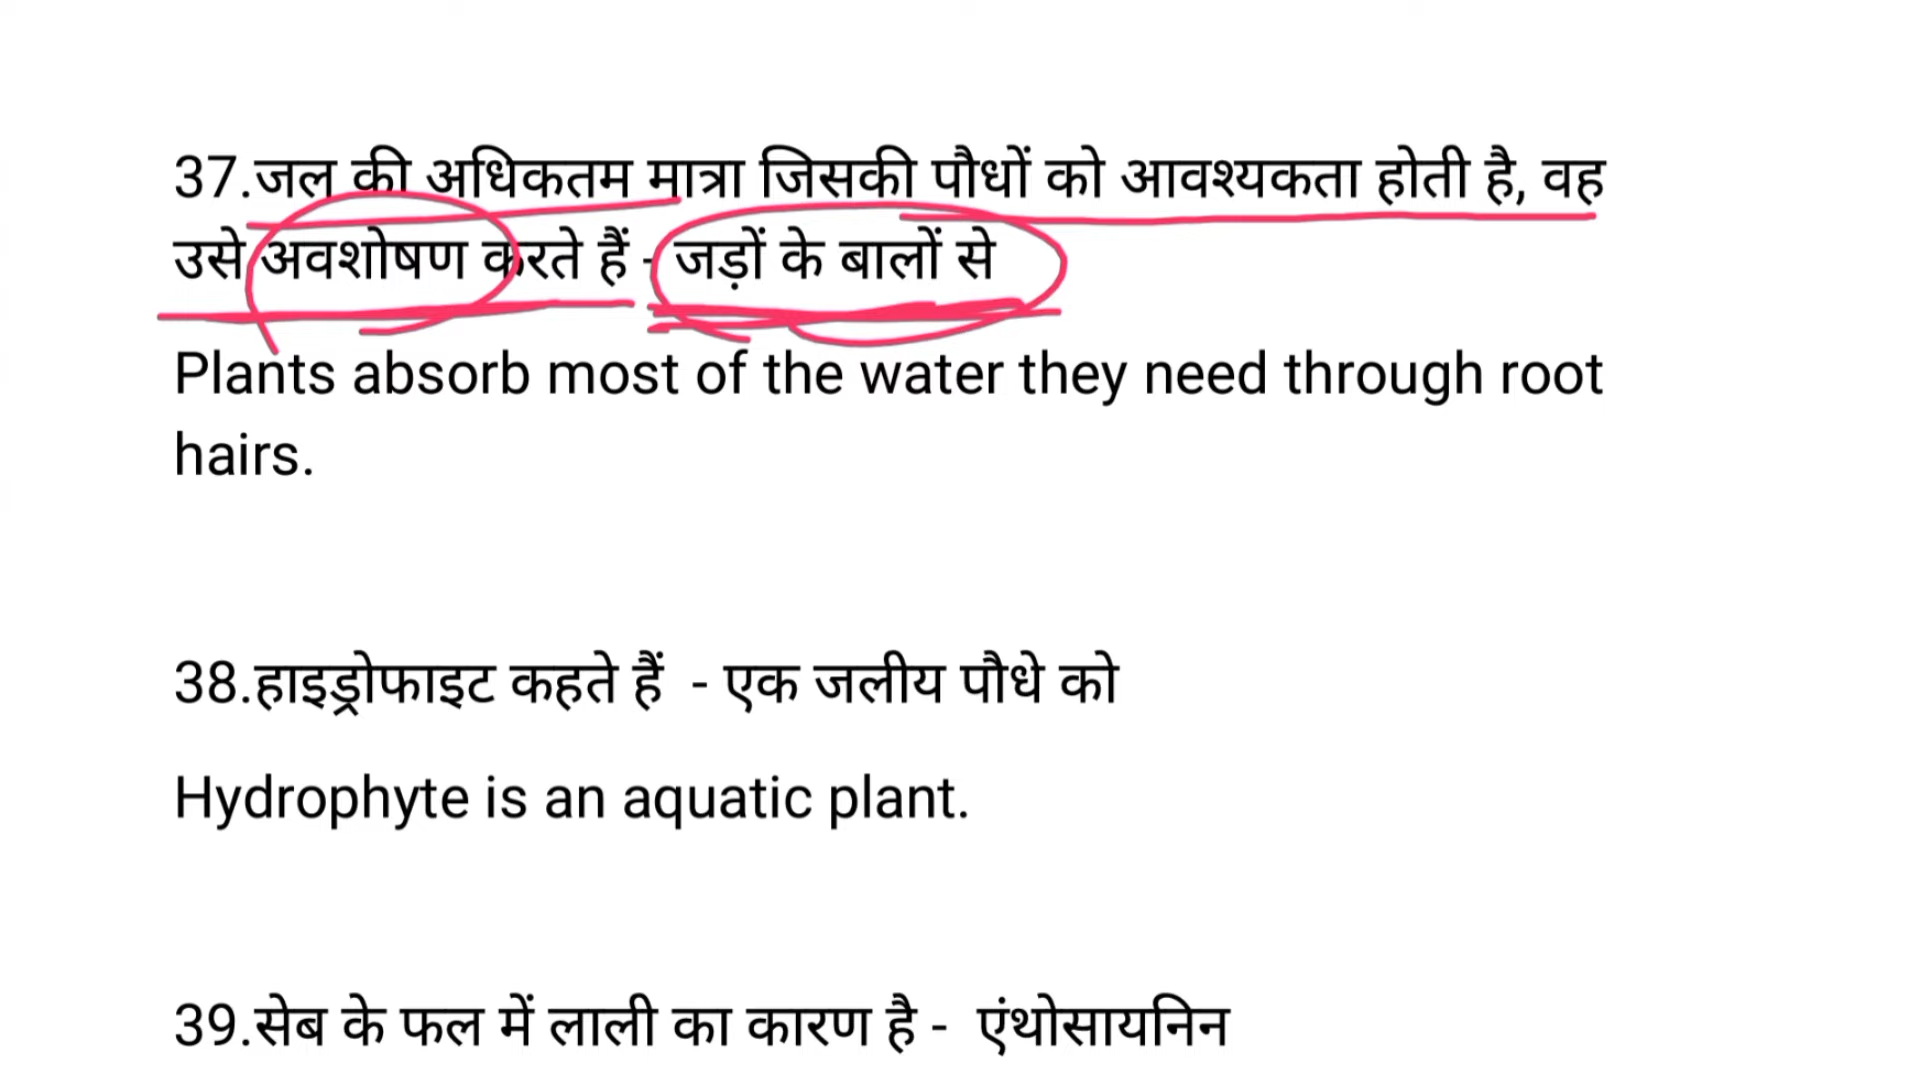 37.जल की अधिकतम मात्रा जिसकी पौधों को आवश्यकता होती है, वह
उसे अवशोषण करते हैं - जड़ों के बालों से
Plants absorb most of the water they need through root
hairs.
38.हाइड्रोफाइट कहते हैं - एक जलीय पौधे को
Hydrophyte is an aquatic plant.
39.सेब के फल में लाली का कारण है - एंथोसायनिन